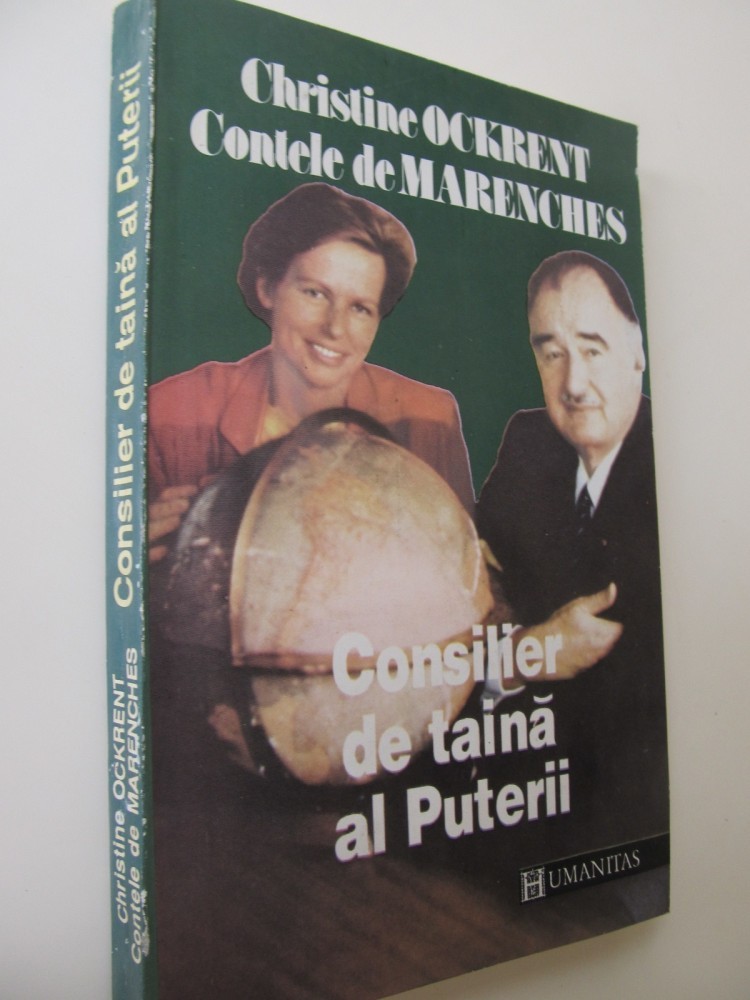 Christine OCKRENT
Contele de MARENCHES
Consilier
de taină
al Puterii
HUMANITAS
Christine OCKRENT
Contele de MARENCHES
Consilier de taină al Puterii